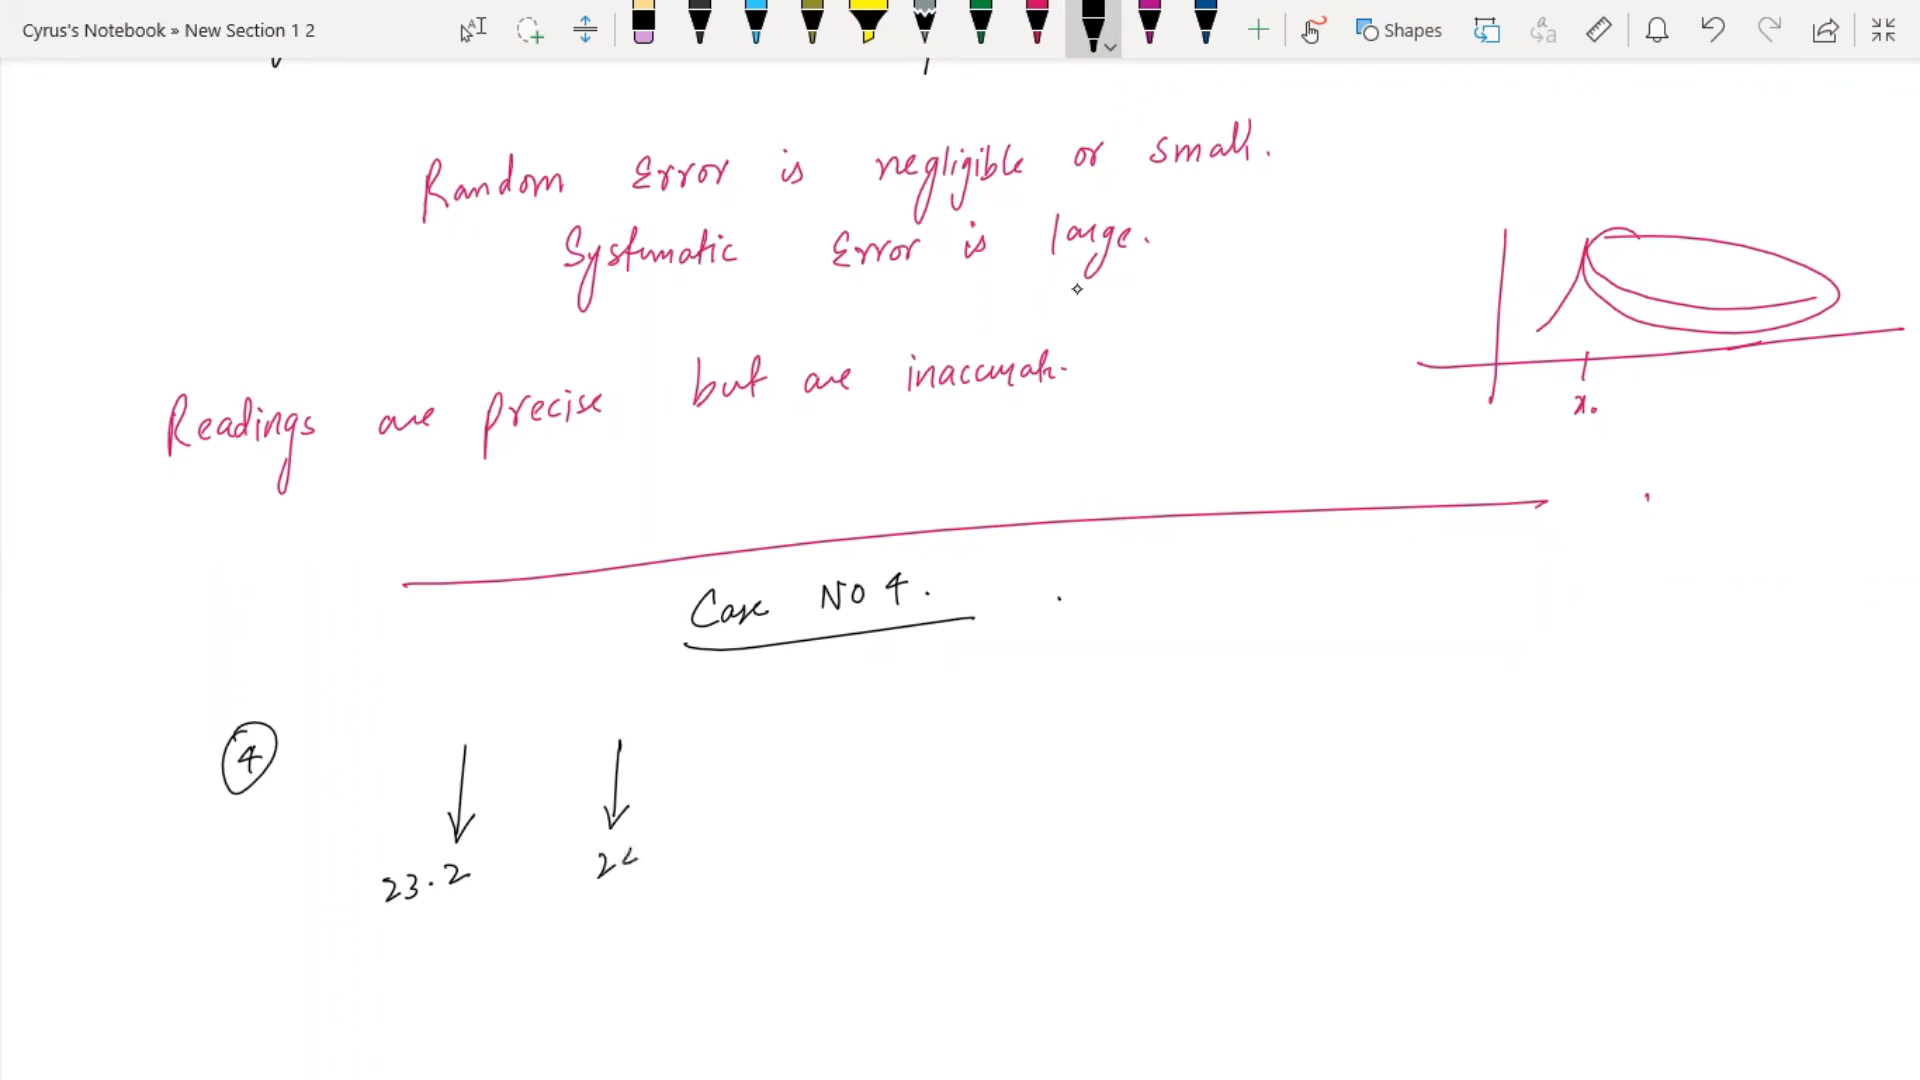 Cyrus's Notebook » New Section 1 2
Shapes
Random Error is negligible or small.
Systematic Error is large.
x₀
Readings are precise but are inaccurate.
Case No 4.
4
23.2